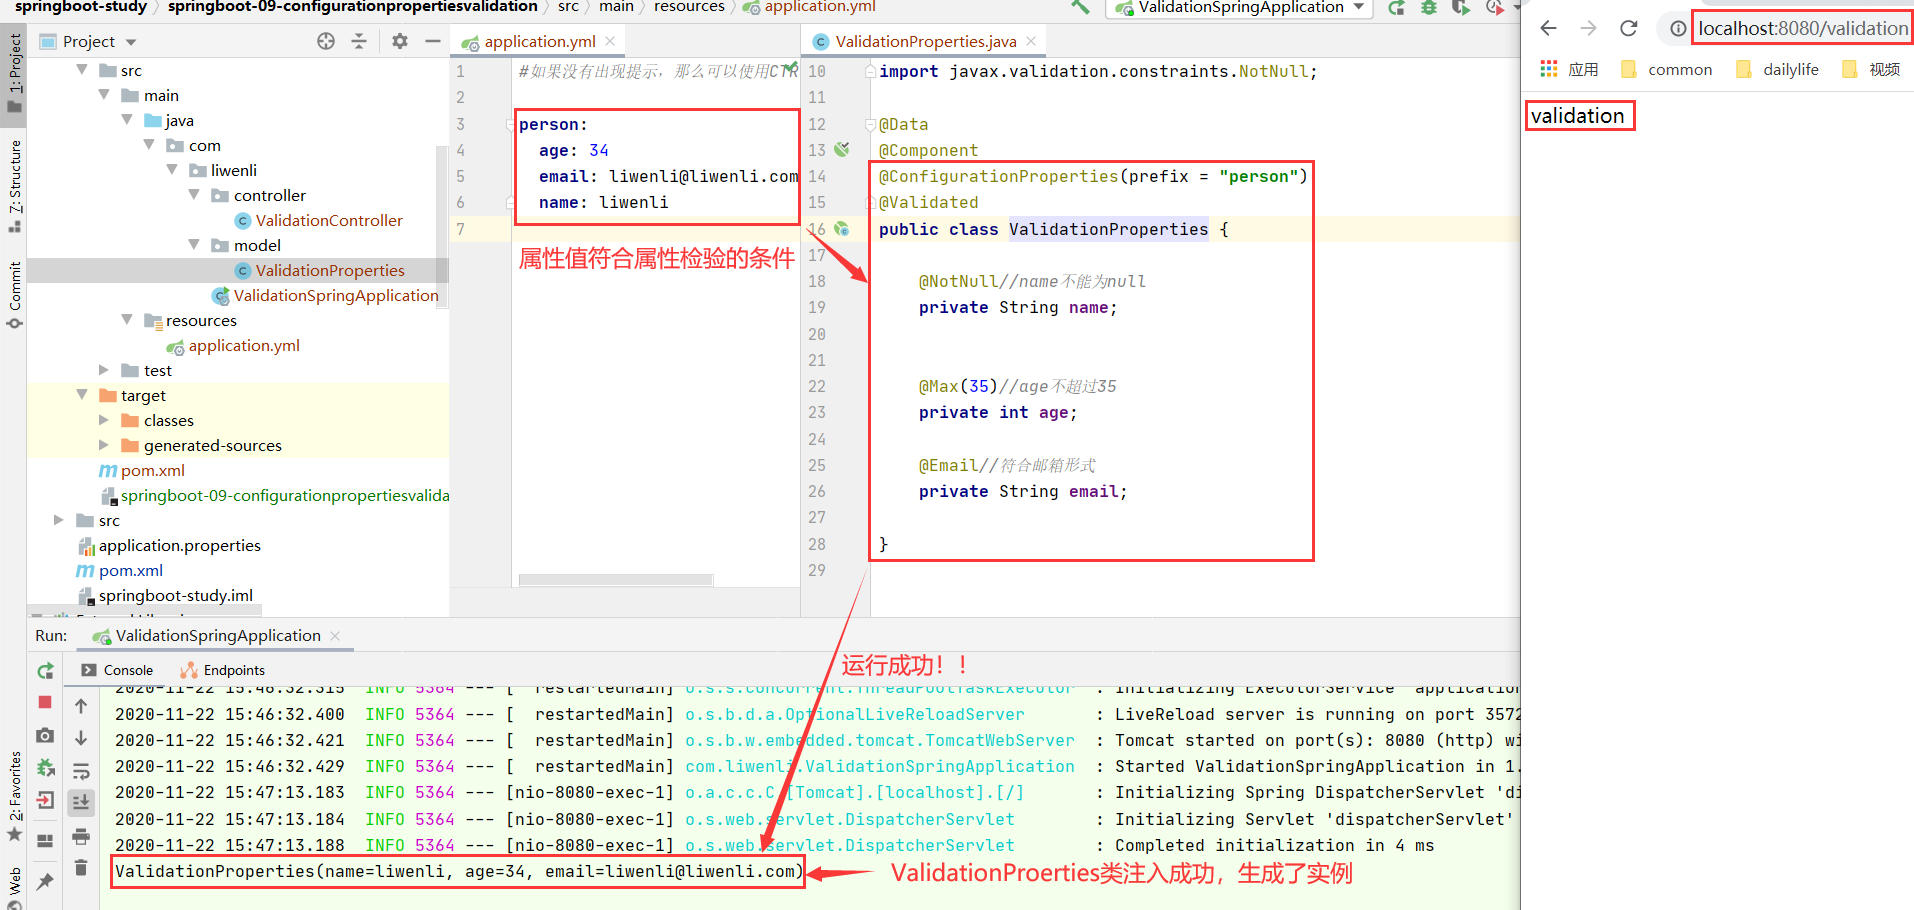 springboot-study › springboot-09-configurationpropertiesvalidation › src › main › resources › application.yml
ValidationSpringApplication
Project
application.yml
ValidationProperties.java
localhost:8080/validation
应用 common dailylife 视频
validation
1: Project
7: Structure
Commit
2: Favorites
Web
src
main
java
com
liwenli
controller
ValidationController
model
ValidationProperties
ValidationSpringApplication
resources
application.yml
test
target
classes
generated-sources
pom.xml
springboot-09-configurationpropertiesvalida
src
application.properties
pom.xml
springboot-study.iml
1 #如果没有出现提示，那么可以使用CTR
2
3 person:
4 age: 34
5 email: liwenli@liwenli.com
6 name: liwenli
7
属性值符合属性检验的条件
10 import javax.validation.constraints.NotNull;
11
12 @Data
13 @Component
14 @ConfigurationProperties(prefix = "person")
15 @Validated
16 public class ValidationProperties {
17
18 @NotNull//name不能为null
19 private String name;
20
21
22 @Max(35)//age不超过35
23 private int age;
24
25 @Email//符合邮箱形式
26 private String email;
27
28 }
29
Run: ValidationSpringApplication
Console Endpoints
运行成功！！
2020-11-22 15:46:32.315 INFO 5364 --- [ restartedMain] o.s.s.concurrent.ThreadPoolTaskExecutor : Initializing ExecutorService 'application
2020-11-22 15:46:32.400 INFO 5364 --- [ restartedMain] o.s.b.d.a.OptionalLiveReloadServer : LiveReload server is running on port 3572
2020-11-22 15:46:32.421 INFO 5364 --- [ restartedMain] o.s.b.w.embedded.tomcat.TomcatWebServer : Tomcat started on port(s): 8080 (http) wi
2020-11-22 15:46:32.429 INFO 5364 --- [ restartedMain] com.liwenli.ValidationSpringApplication : Started ValidationSpringApplication in 1.
2020-11-22 15:47:13.183 INFO 5364 --- [nio-8080-exec-1] o.a.c.c.C.[Tomcat].[localhost].[/] : Initializing Spring DispatcherServlet 'di
2020-11-22 15:47:13.184 INFO 5364 --- [nio-8080-exec-1] o.s.web.servlet.DispatcherServlet : Initializing Servlet 'dispatcherServlet'
2020-11-22 15:47:13.188 INFO 5364 --- [nio-8080-exec-1] o.s.web.servlet.DispatcherServlet : Completed initialization in 4 ms
ValidationProperties(name=liwenli, age=34, email=liwenli@liwenli.com)
ValidationProerties类注入成功，生成了实例